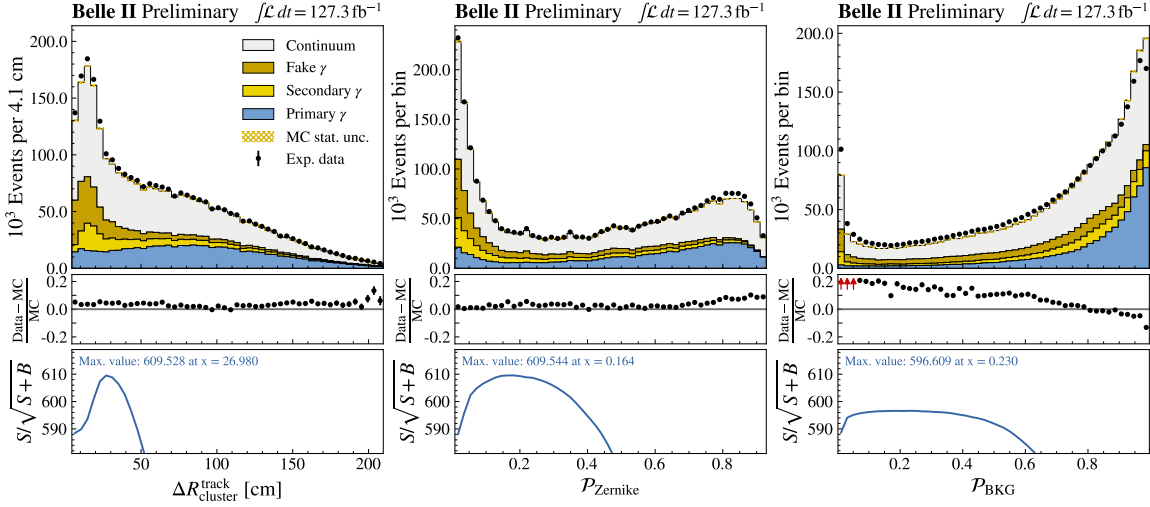 Belle II Preliminary ∫ℒ dt = 127.3 fb⁻¹
10³ Events per 4.1 cm
200.0
150.0
100.0
50.0
0.0
Continuum
Fake γ
Secondary γ
Primary γ
MC stat. unc.
Exp. data
Data − MC / MC
0.2
0.0
-0.2
S/√S + B
Max. value: 609.528 at x = 26.980
610
600
590
50 100 150 200
ΔR^track_cluster [cm]
Belle II Preliminary ∫ℒ dt = 127.3 fb⁻¹
10³ Events per bin
200.0
150.0
100.0
50.0
0.0
Data − MC / MC
0.2
0.0
-0.2
S/√S + B
Max. value: 609.544 at x = 0.164
610
600
590
0.2 0.4 0.6 0.8
𝒫_Zernike
Belle II Preliminary ∫ℒ dt = 127.3 fb⁻¹
10³ Events per bin
200.0
150.0
100.0
50.0
0.0
Data − MC / MC
0.2
0.0
-0.2
S/√S + B
Max. value: 596.609 at x = 0.230
610
600
590
0.0 0.2 0.4 0.6 0.8
𝒫_BKG